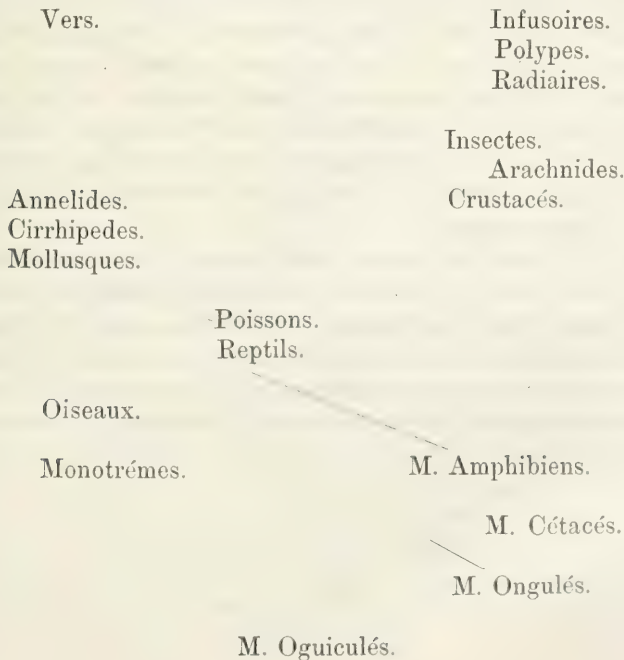 Vers.
Infusoires.
Polypes.
Radiaires.
Insectes.
Arachnides.
Annelides.
Crustacés.
Cirrhipedes.
Mollusques.
Poissons.
Reptils.
Oiseaux.
Monotrémes.
M. Amphibiens.
M. Cétacés.
M. Ongulés.
M. Oguiculés.